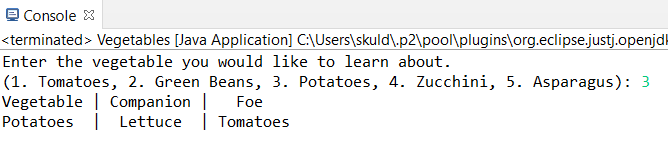 Console
<terminated> Vegetables [Java Application] C:\Users\skuld\.p2\pool\plugins\org.eclipse.justj.openjdk
Enter the vegetable you would like to learn about.
(1. Tomatoes, 2. Green Beans, 3. Potatoes, 4. Zucchini, 5. Asparagus): 3
Vegetable | Companion |   Foe
Potatoes  |  Lettuce  | Tomatoes